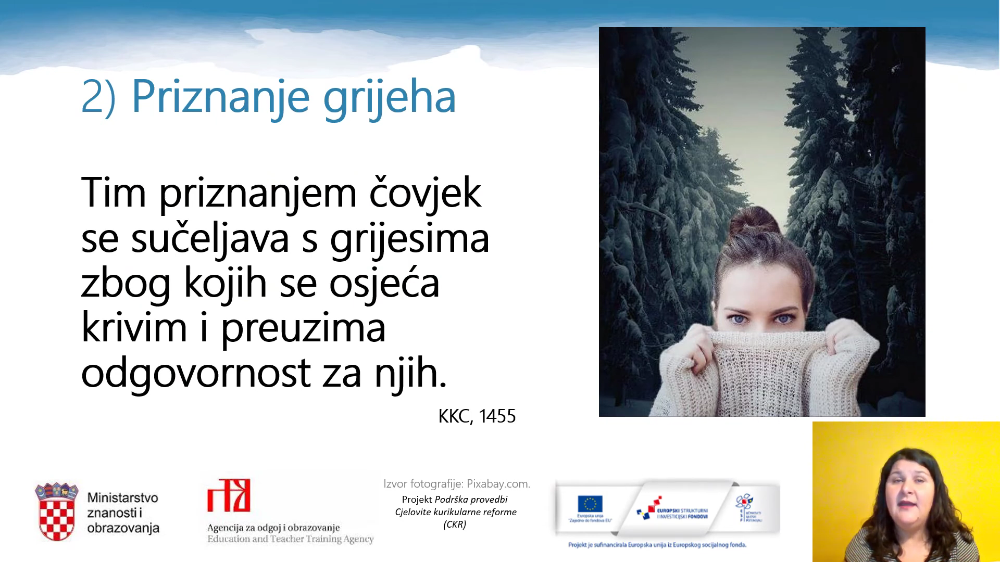 2) Priznanje grijeha
Tim priznanjem čovjek
se sučeljava s grijesima
zbog kojih se osjeća
krivim i preuzima
odgovornost za njih.
KKC, 1455
Ministarstvo
znanosti i
obrazovanja
Agencija za odgoj i obrazovanje
Education and Teacher Training Agency
Izvor fotografije: Pixabay.com.
Projekt Podrška provedbi
Cjelovite kurikularne reforme
(CKR)
Europska unija
"Zajedno do fondova EU"
EUROPSKI STRUKTURNI
I INVESTICIJSKI FONDOVI
Projekt je sufinancirala Europska unija iz Europskog socijalnog fonda.